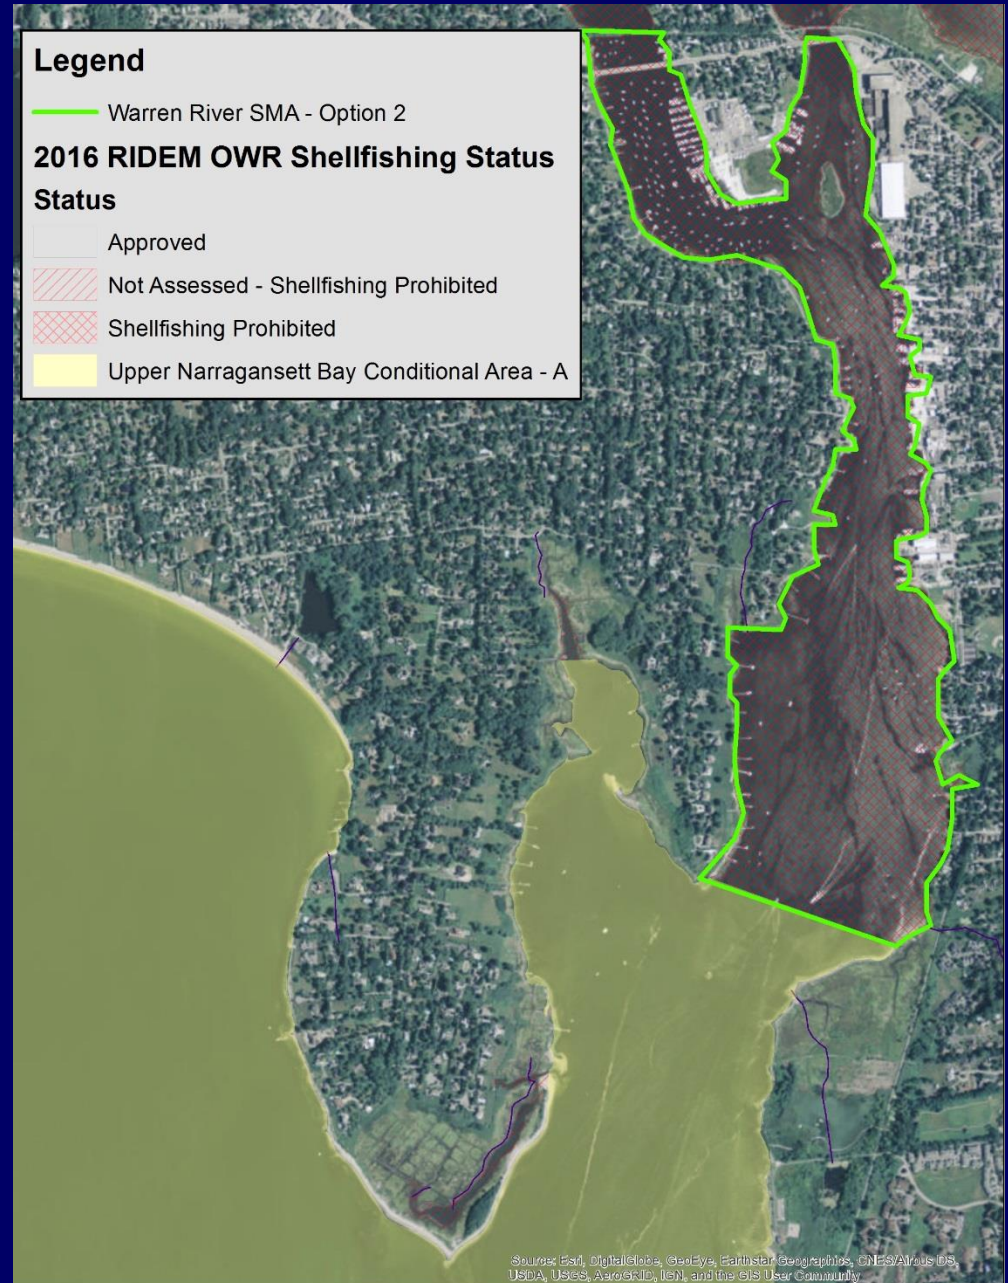 Legend
Warren River SMA - Option 2
2016 RIDEM OWR Shellfishing Status
Status
Approved
Not Assessed - Shellfishing Prohibited
Shellfishing Prohibited
Upper Narragansett Bay Conditional Area - A
Source: Esri, DigitalGlobe, GeoEye, Earthstar Geographics, CNES/Airbus DS,
USDA, USGS, AeroGRID, IGN, and the GIS User Community